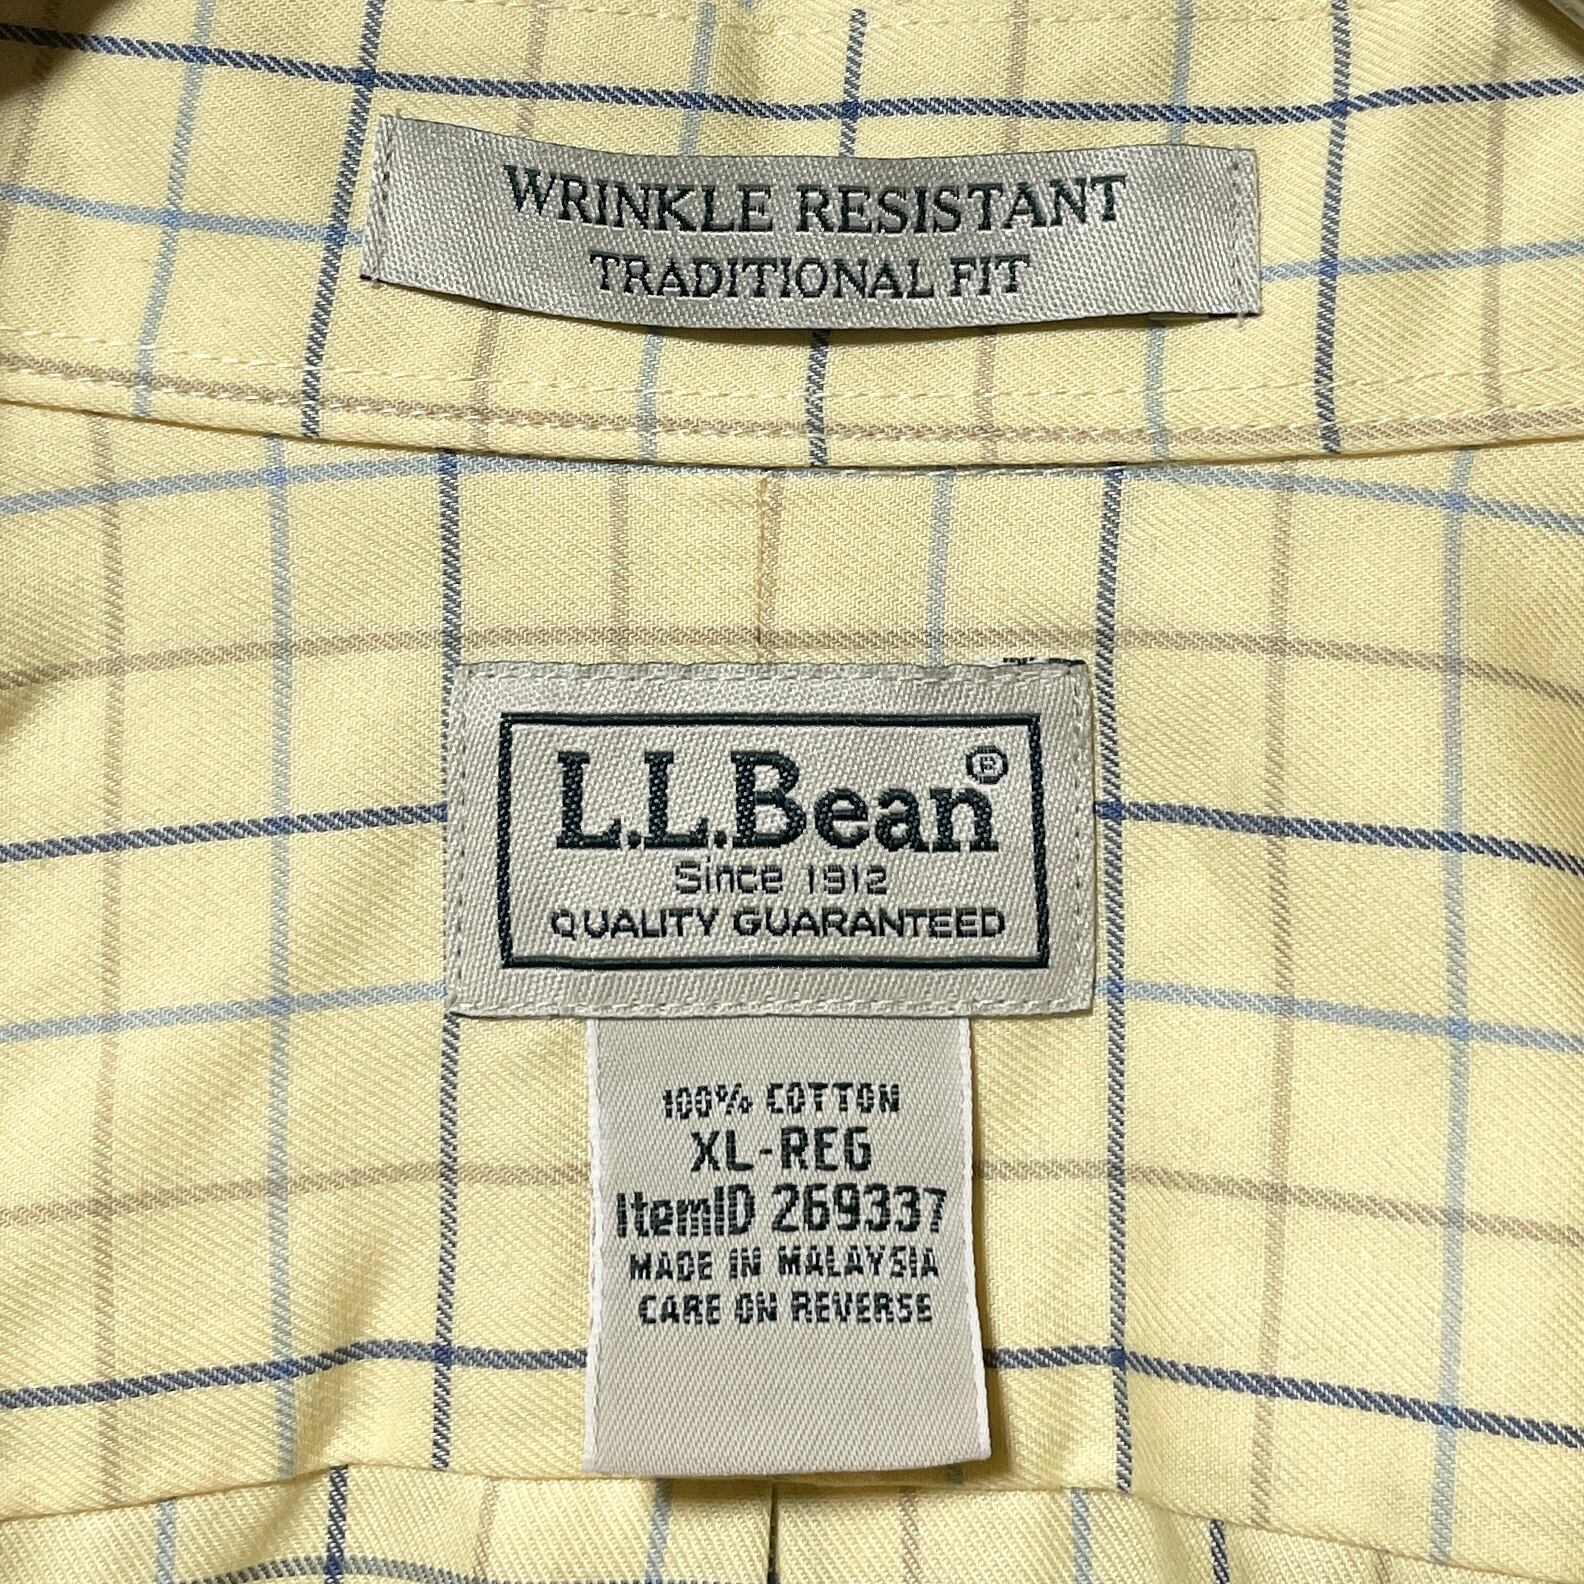 WRINKLE RESISTANT
TRADITIONAL FIT
L.L.Bean®
Since 1912
QUALITY GUARANTEED
100% COTTON
XL-REG
ItemID 269337
MADE IN MALAYSIA
CARE ON REVERSE